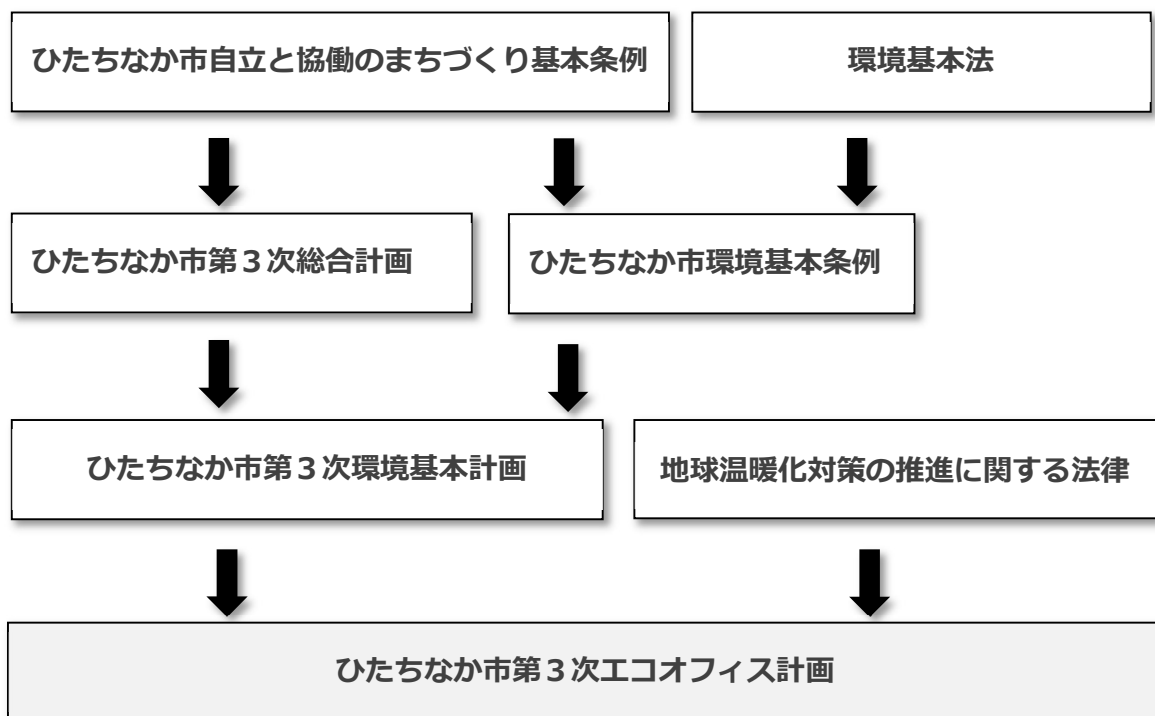 ひたちなか市自立と協働のまちづくり基本条例
環境基本法
ひたちなか市第３次総合計画
ひたちなか市環境基本条例
ひたちなか市第３次環境基本計画
地球温暖化対策の推進に関する法律
ひたちなか市第３次エコオフィス計画